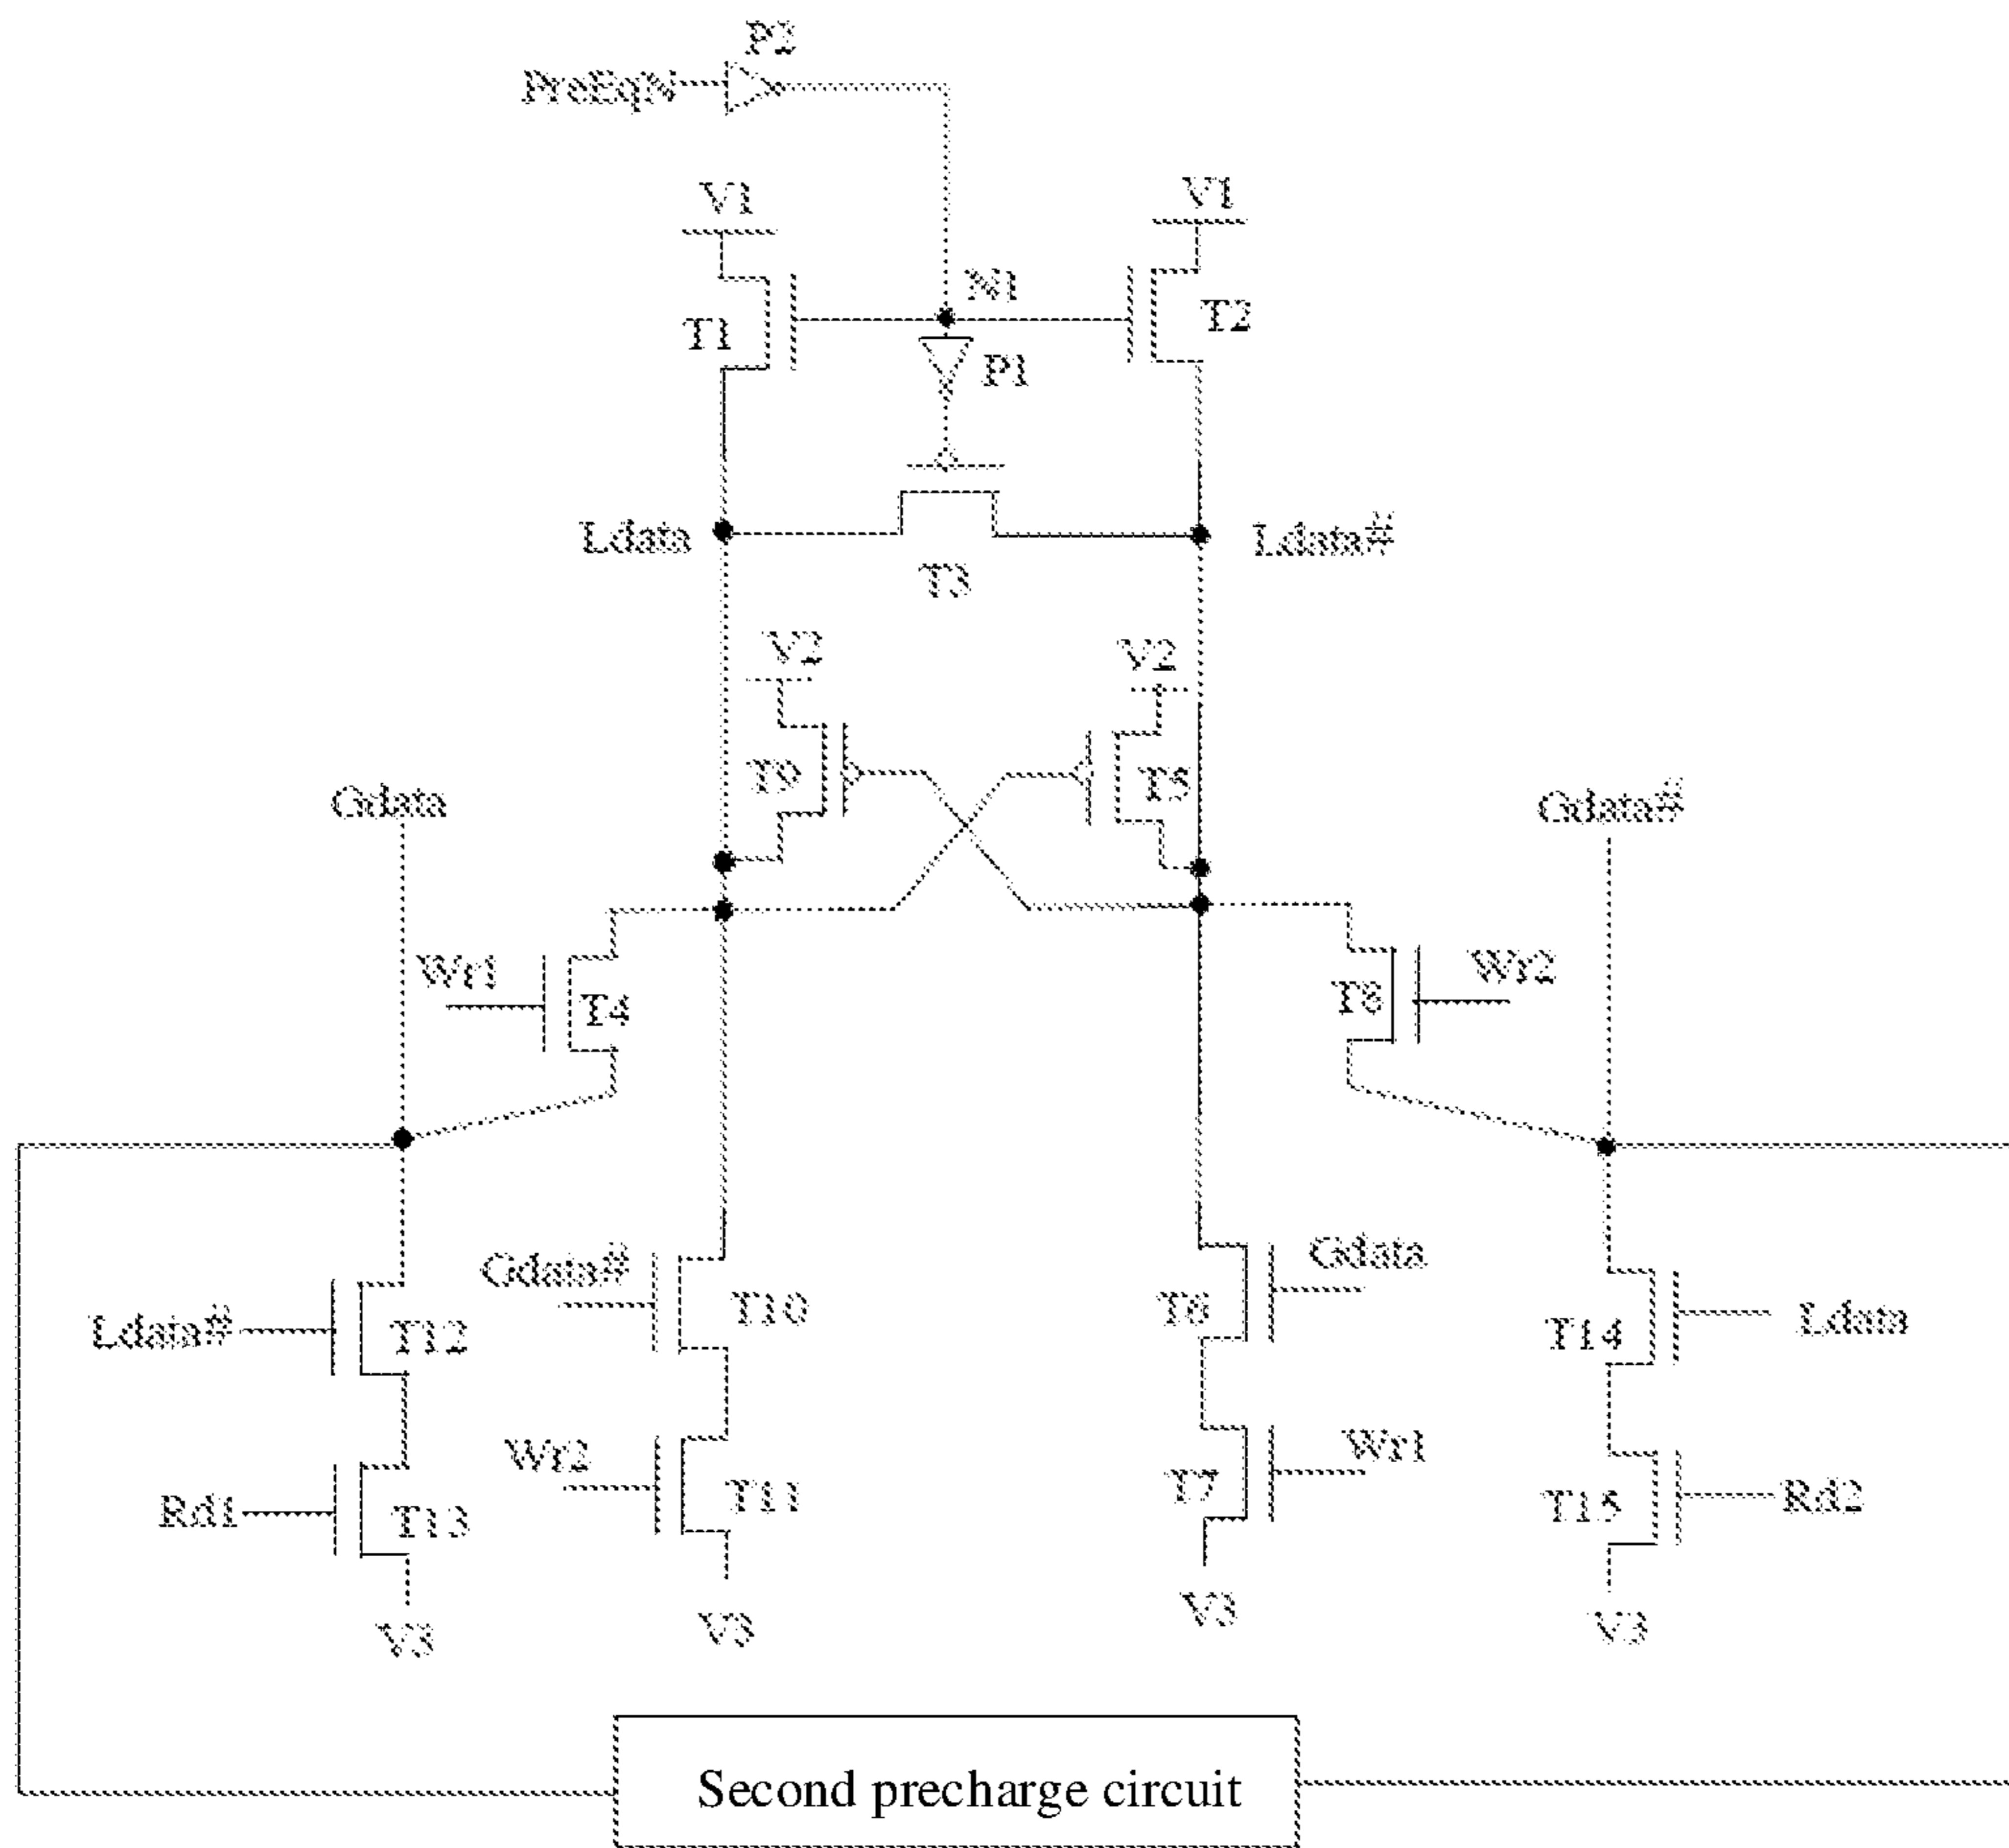 P2
PreEqN
V1
V1
N1
T1
T2
P1
Ldata
Ldata#
T3
V2
V2
T9
T5
Gdata
Gdata#
Wr1
T4
T8
Wr2
Gdata#
T10
T6
Gdata
Ldata#
T12
T14
Ldata
Wr2
T11
T7
Wr1
Rd1
T13
T15
Rd2
V3
V3
V3
V3
Second precharge circuit